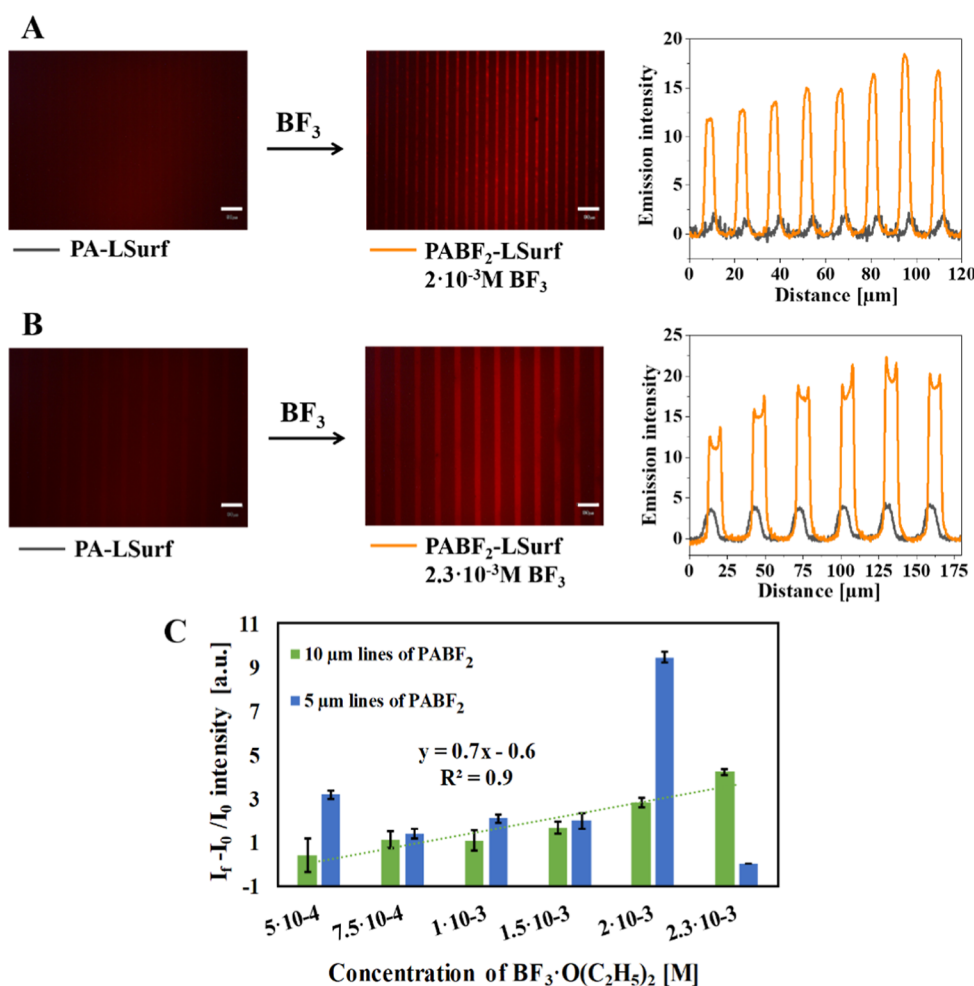 A
BF₃
PA-LSurf
PABF₂-LSurf
2·10⁻³M BF₃
Emission intensity
20
15
10
5
0
0 20 40 60 80 100 120
Distance [µm]
B
BF₃
PA-LSurf
PABF₂-LSurf
2.3·10⁻³M BF₃
Emission intensity
25
20
15
10
5
0
0 25 50 75 100 125 150 175
Distance [µm]
C
I_f -I₀ /I₀ intensity [a.u.]
11
9
7
5
3
1
-1
10 µm lines of PABF₂
5 µm lines of PABF₂
y = 0.7x - 0.6
R² = 0.9
5·10-4 7.5·10-4 1·10-3 1.5·10-3 2·10-3 2.3·10-3
Concentration of BF₃·O(C₂H₅)₂ [M]